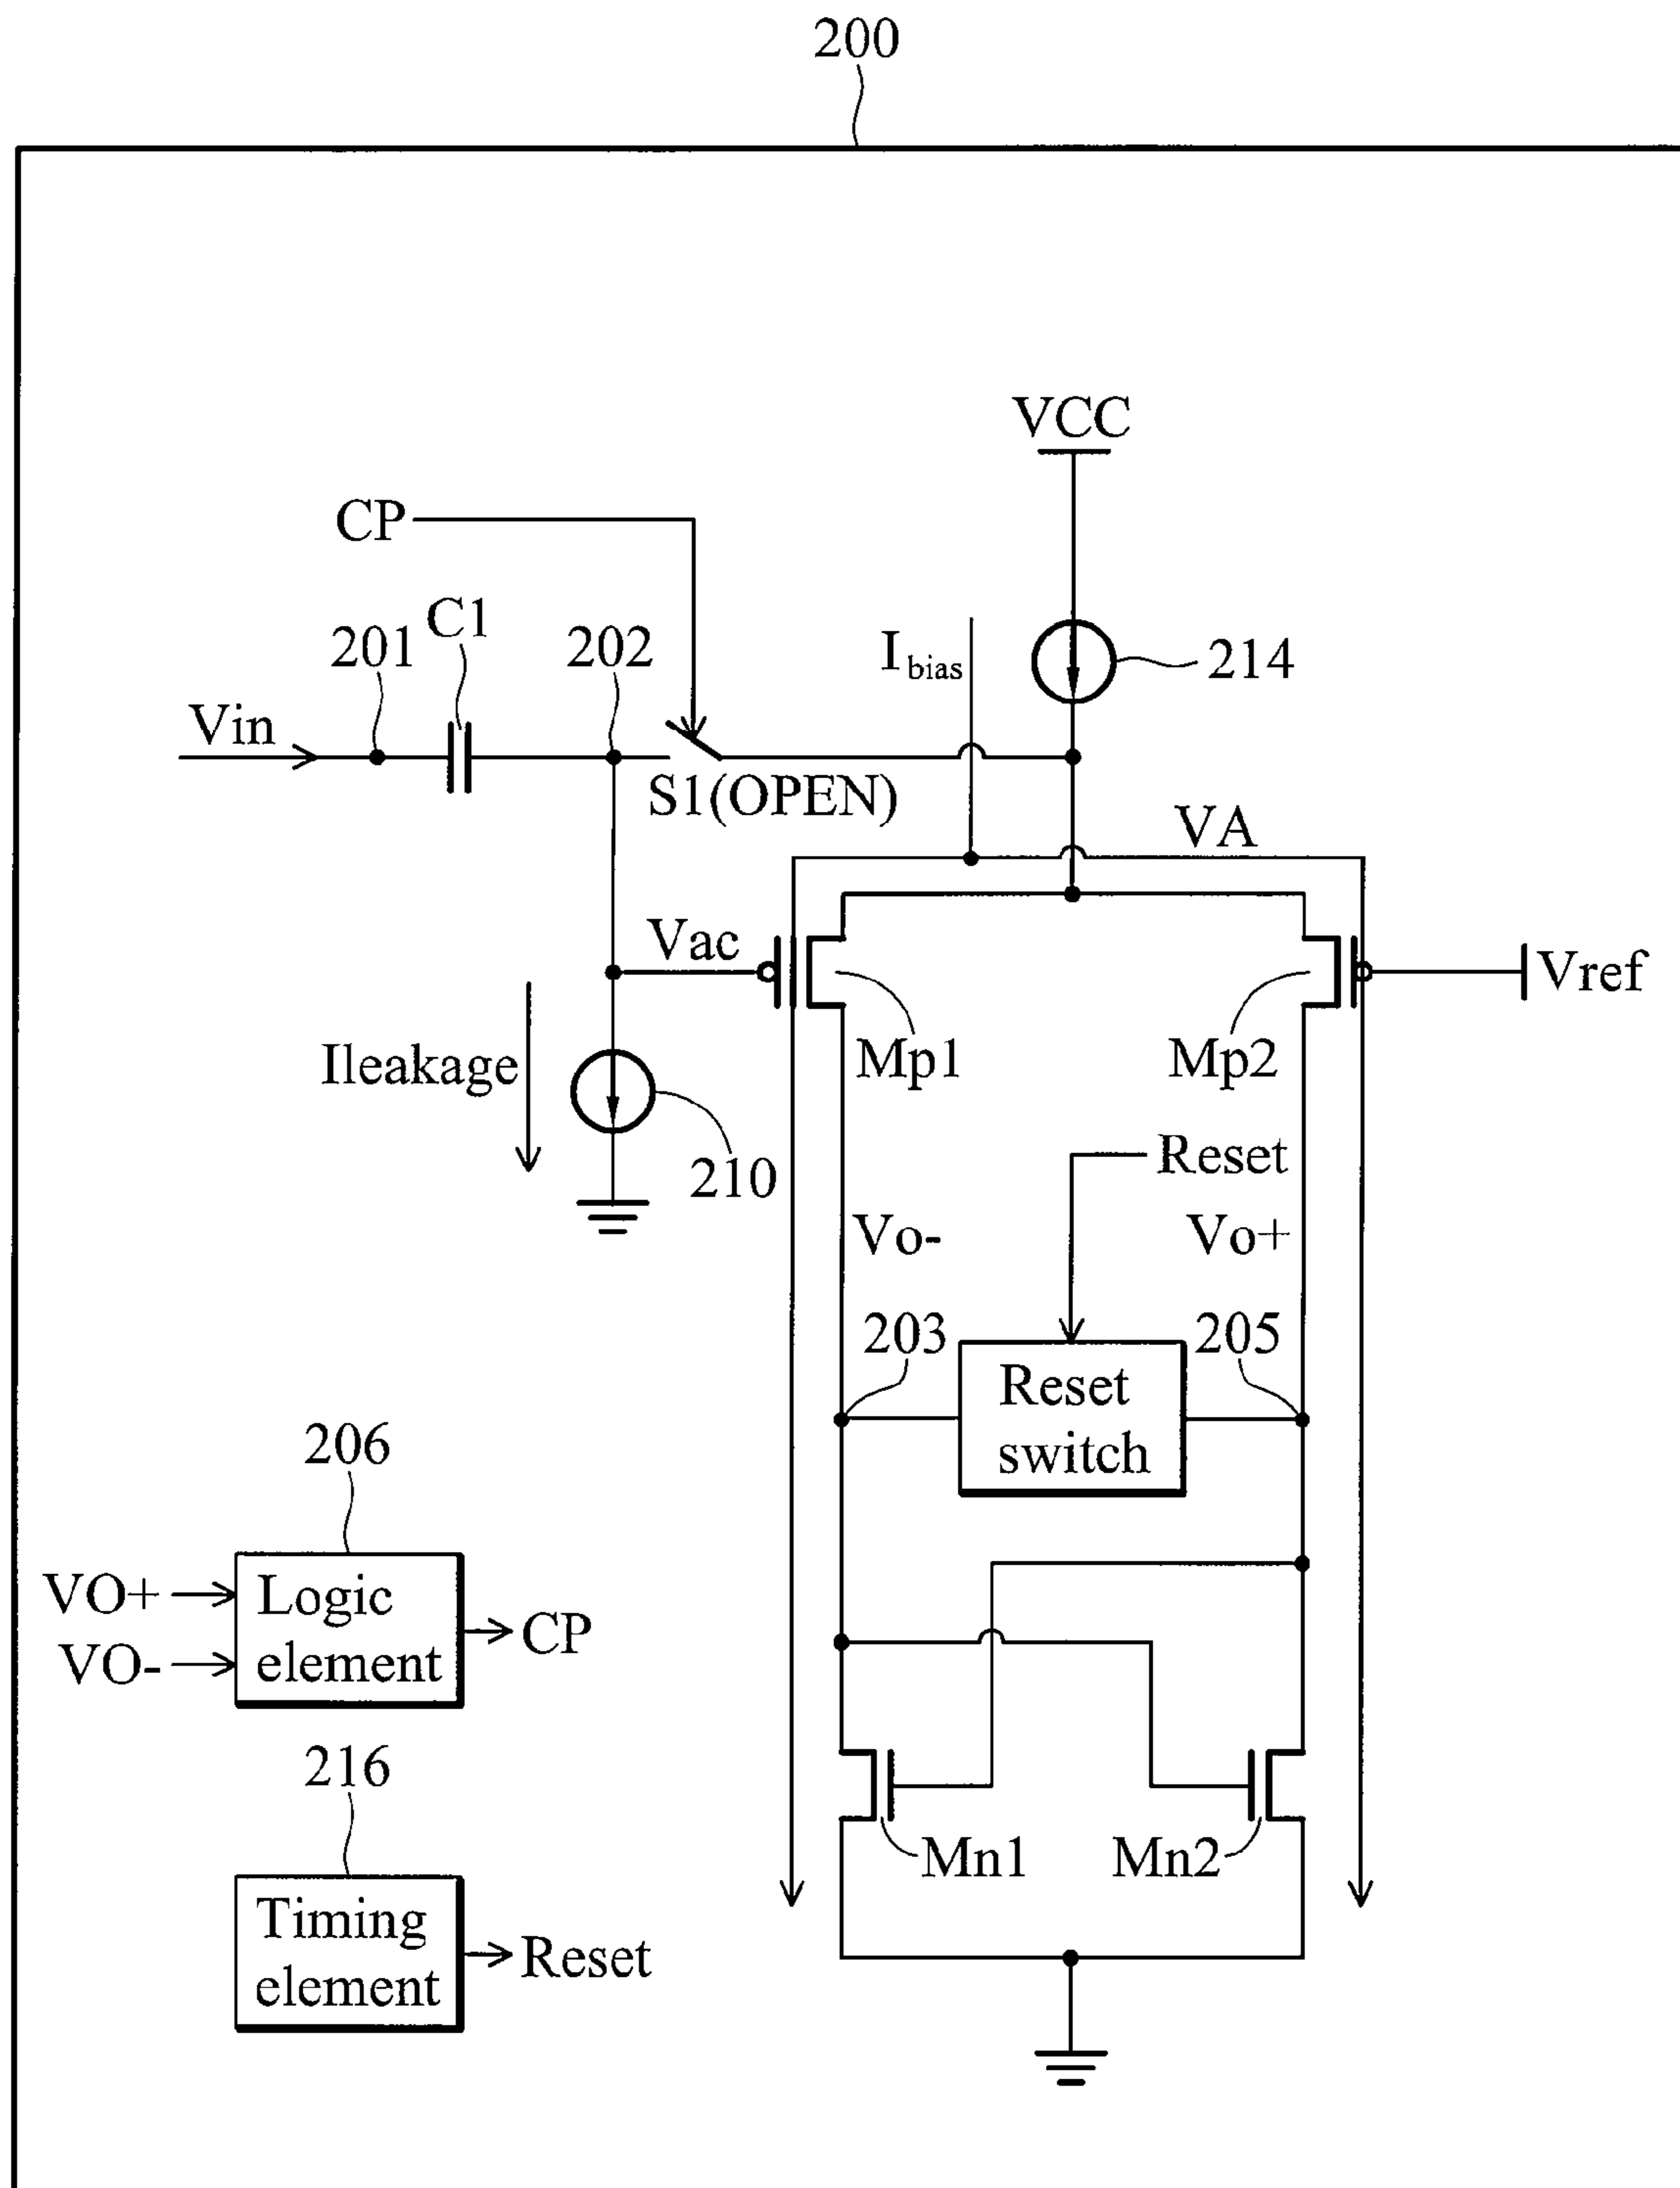 200
VCC
CP
C1
201
202
Ibias
214
Vin
S1(OPEN)
VA
Vac
Vref
Mp1
Mp2
Ileakage
210
Reset
Vo-
Vo+
203
205
Reset
switch
206
VO+
Logic
element
CP
VO-
216
Mn1
Mn2
Timing
element
Reset